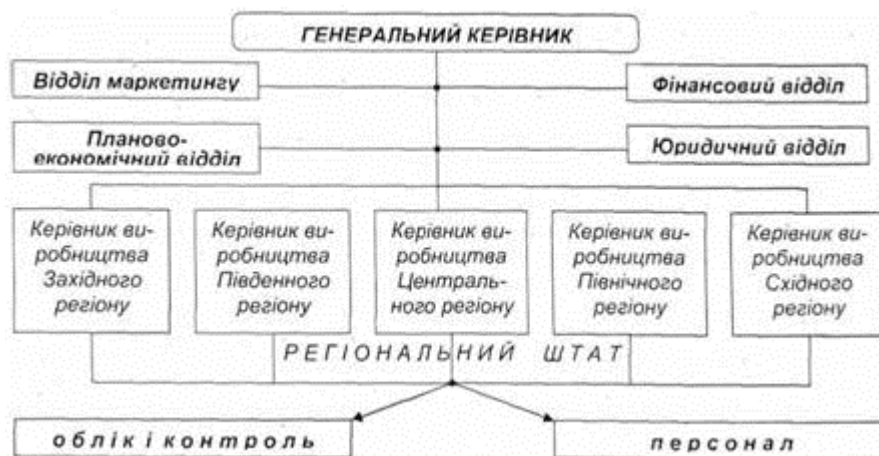 ГЕНЕРАЛЬНИЙ КЕРІВНИК
Відділ маркетингу
Фінансовий відділ
Планово-
економічний відділ
Юридичний відділ
Керівник ви-
робництва
Західного
регіону
Керівник ви-
робництва
Південного
регіону
Керівник ви-
робництва
Централь-
ного регіону
Керівник ви-
робництва
Північного
регіону
Керівник ви-
робництва
Східного
регіону
РЕГІОНАЛЬНИЙ ШТАТ
облік і контроль
персонал